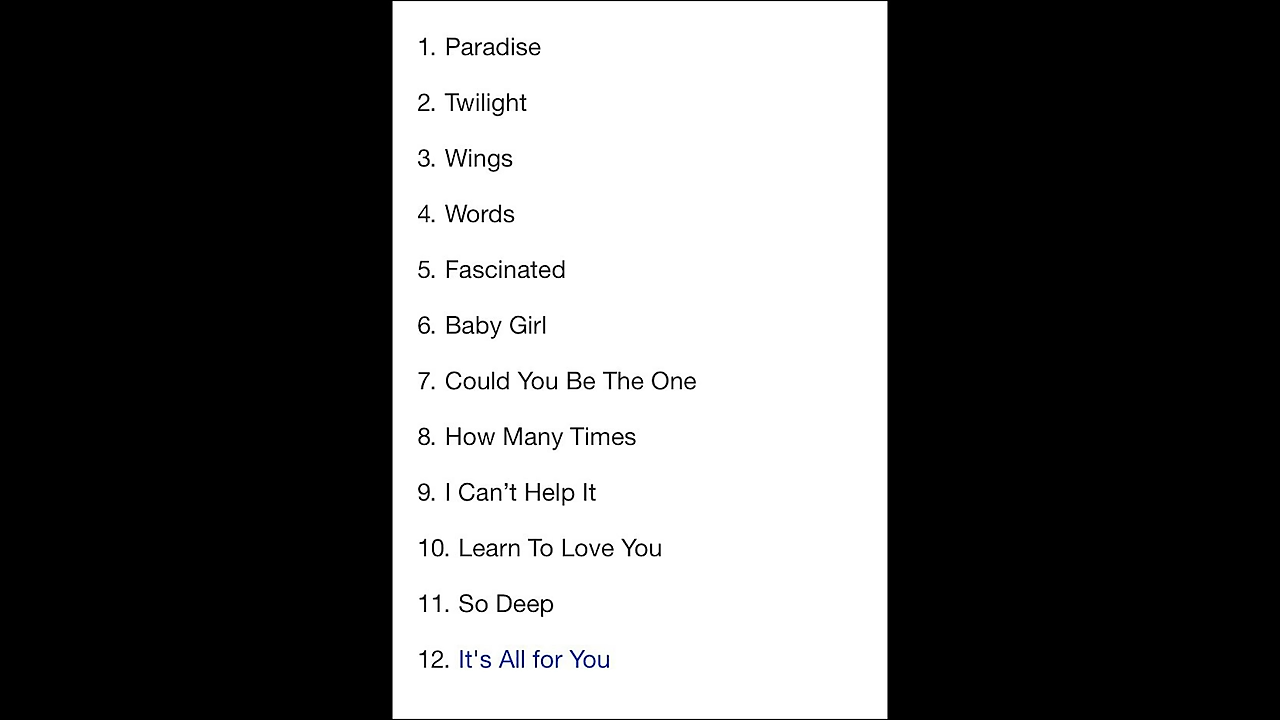 1. Paradise
2. Twilight
3. Wings
4. Words
5. Fascinated
6. Baby Girl
7. Could You Be The One
8. How Many Times
9. I Can’t Help It
10. Learn To Love You
11. So Deep
12. It's All for You